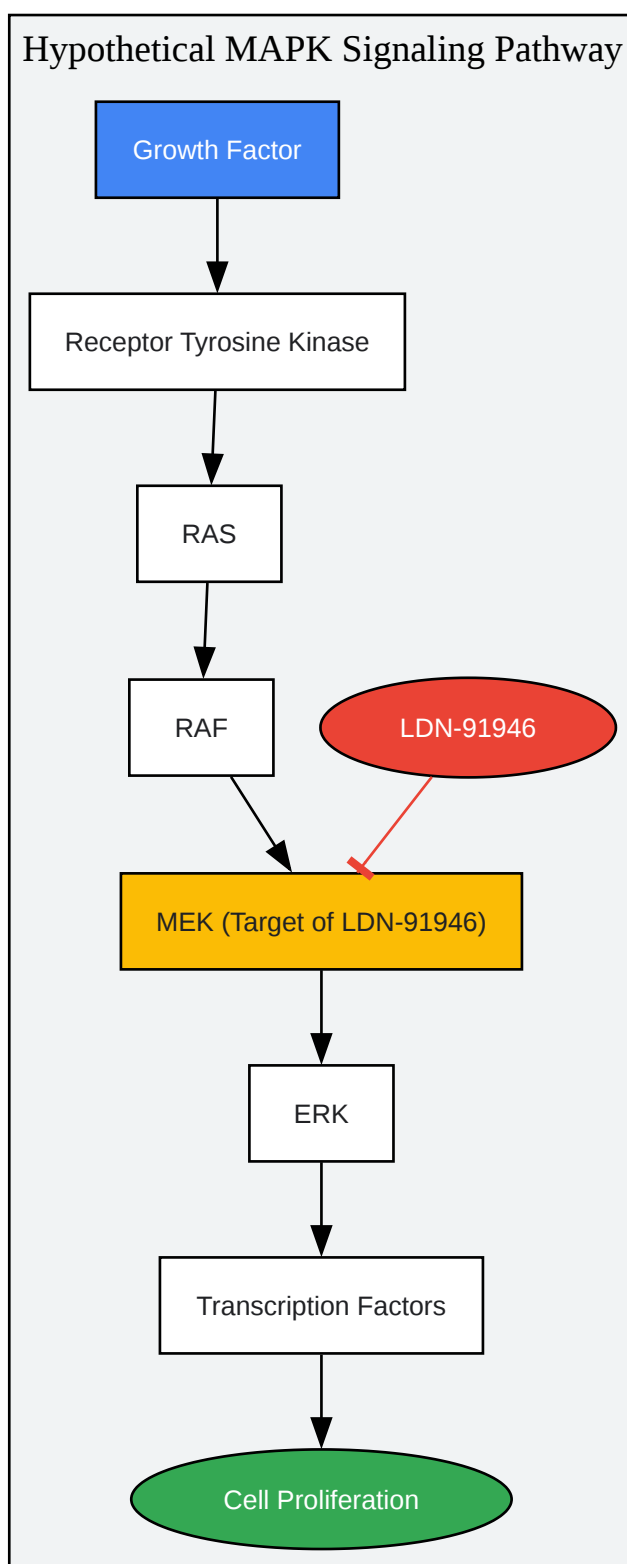 Hypothetical MAPK Signaling Pathway
Growth Factor
Receptor Tyrosine Kinase
RAS
RAF
LDN-91946
MEK (Target of LDN-91946)
ERK
Transcription Factors
Cell Proliferation